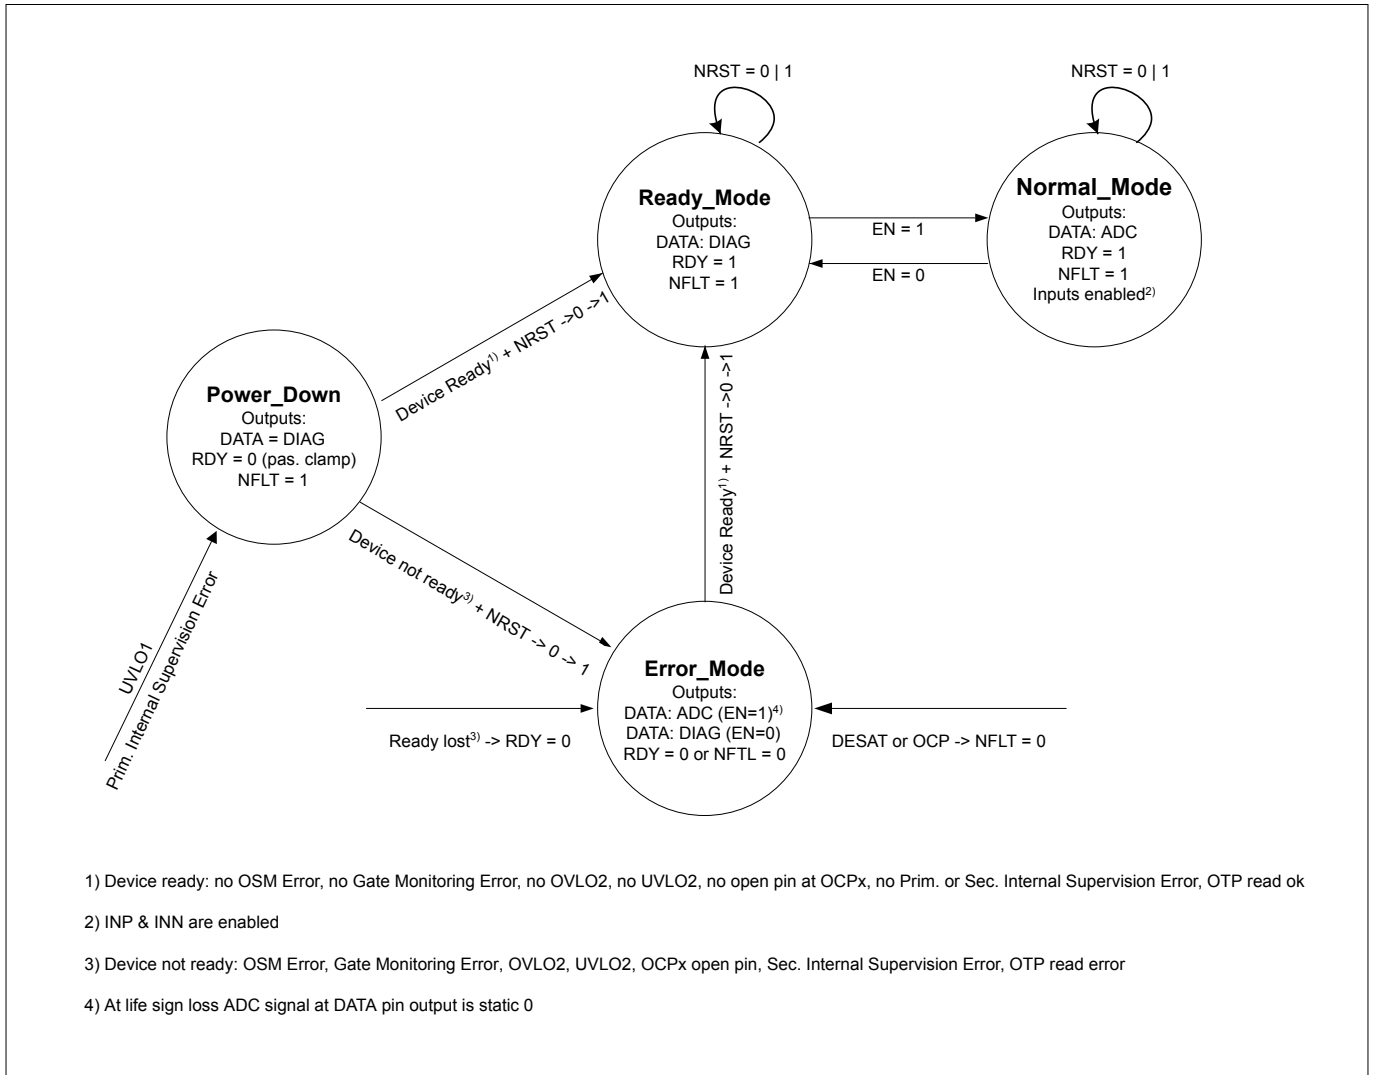 NRST = 0 | 1
NRST = 0 | 1
Ready_Mode
Outputs:
DATA: DIAG
RDY = 1
NFLT = 1
EN = 1
EN = 0
Normal_Mode
Outputs:
DATA: ADC
RDY = 1
NFLT = 1
Inputs enabled2)
Device Ready1) + NRST ->0 ->1
Power_Down
Outputs:
DATA = DIAG
RDY = 0 (pas. clamp)
NFLT = 1
Device Ready1) + NRST ->0 ->1
Device not ready3) + NRST -> 0 -> 1
UVLO1
Prim. Internal Supervision Error
Error_Mode
Outputs:
DATA: ADC (EN=1)4)
DATA: DIAG (EN=0)
RDY = 0 or NFTL = 0
Ready lost3) -> RDY = 0
DESAT or OCP -> NFLT = 0
1) Device ready: no OSM Error, no Gate Monitoring Error, no OVLO2, no UVLO2, no open pin at OCPx, no Prim. or Sec. Internal Supervision Error, OTP read ok
2) INP & INN are enabled
3) Device not ready: OSM Error, Gate Monitoring Error, OVLO2, UVLO2, OCPx open pin, Sec. Internal Supervision Error, OTP read error
4) At life sign loss ADC signal at DATA pin output is static 0